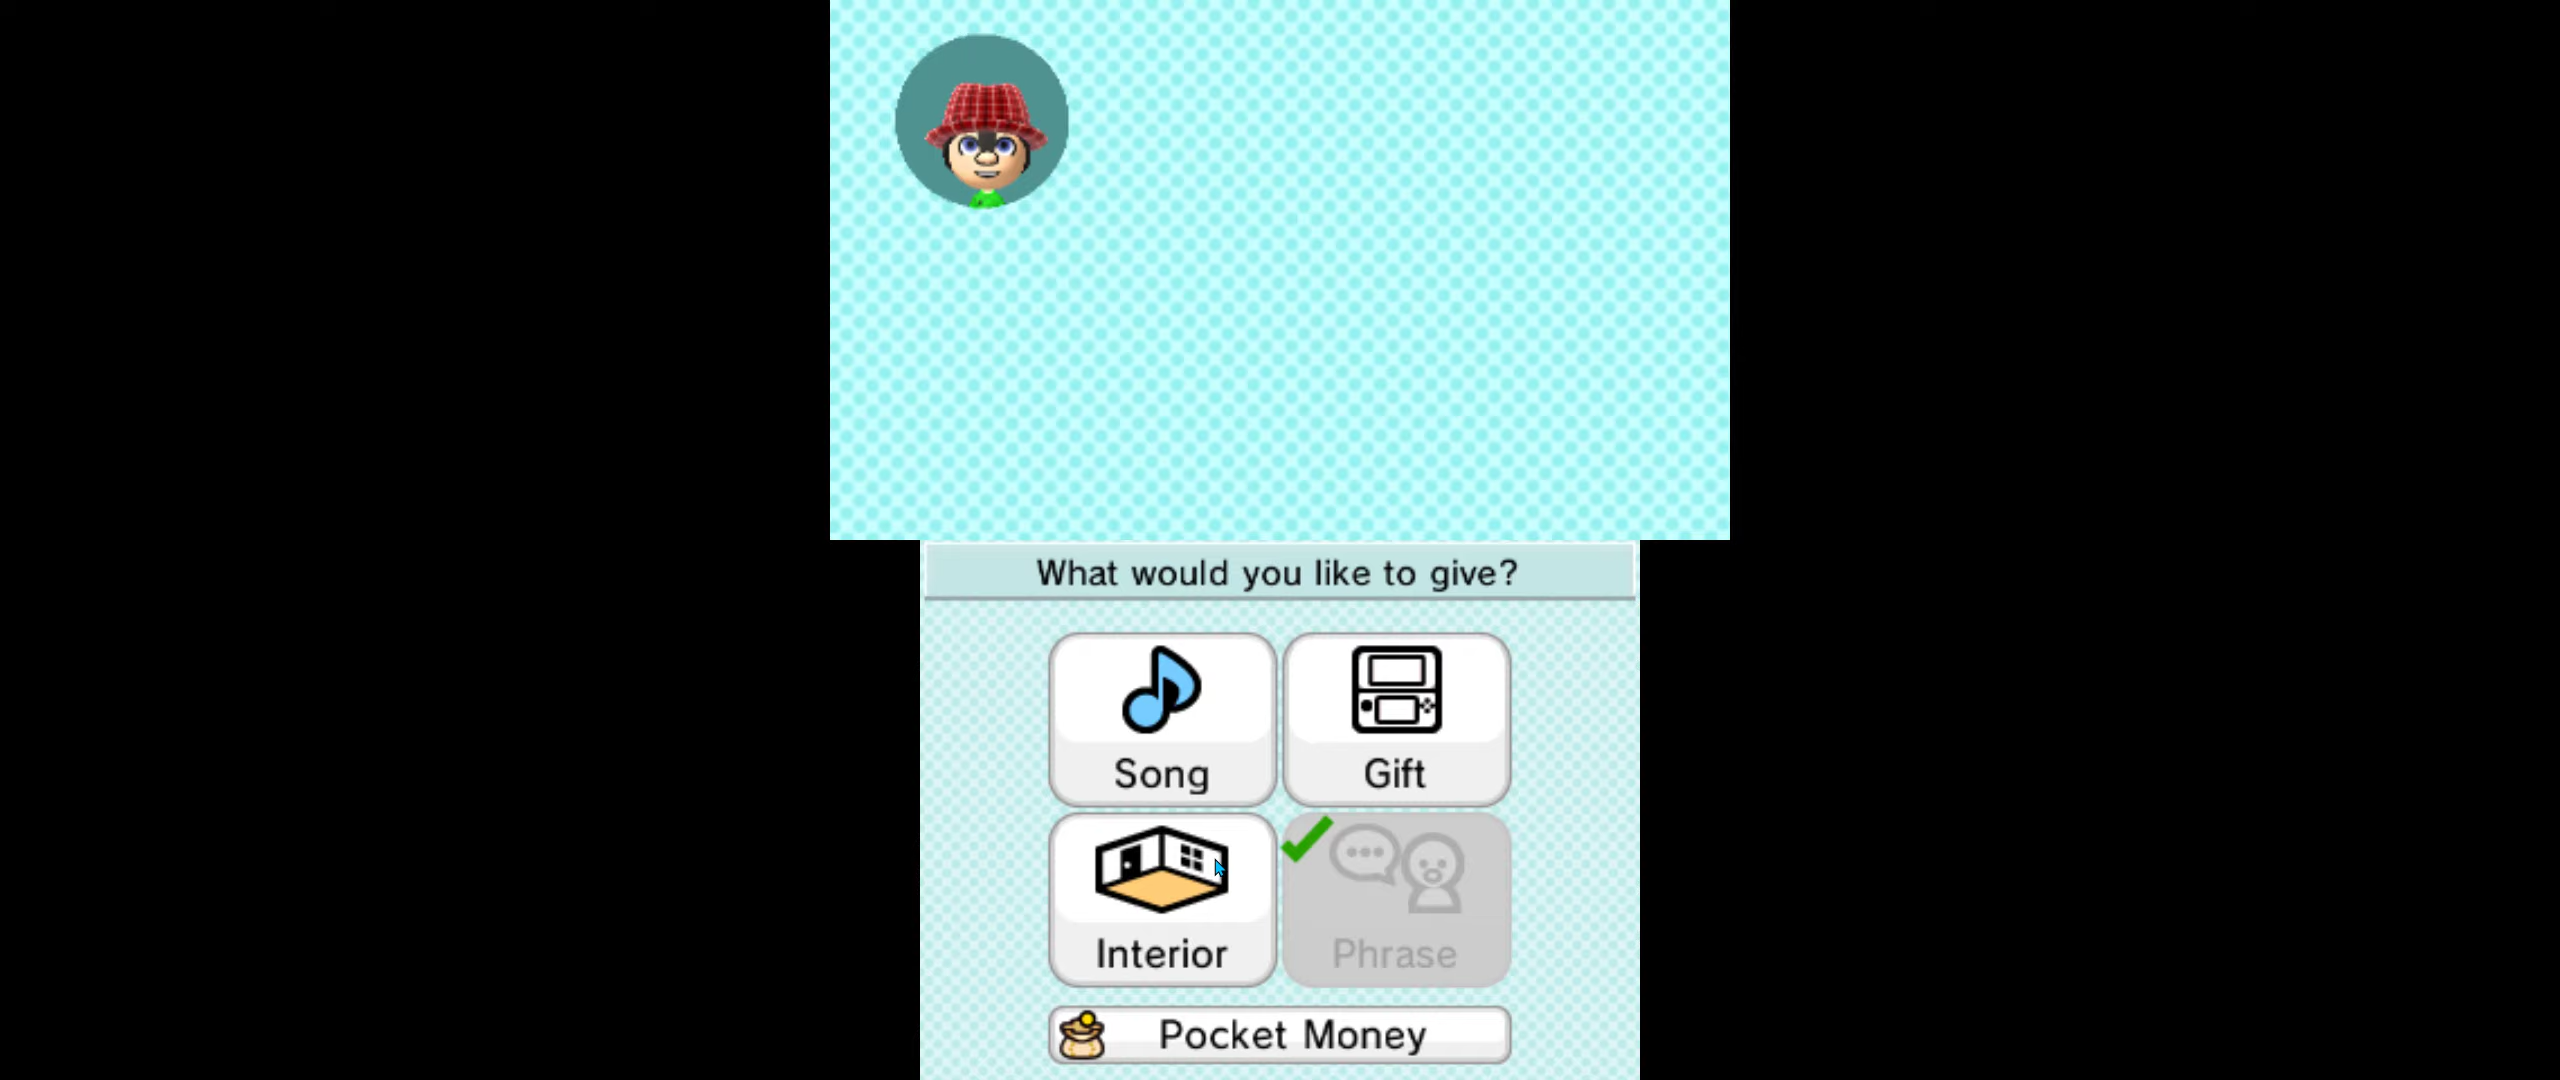 What would you like to give?
Song
Gift
Interior
Phrase
Pocket Money